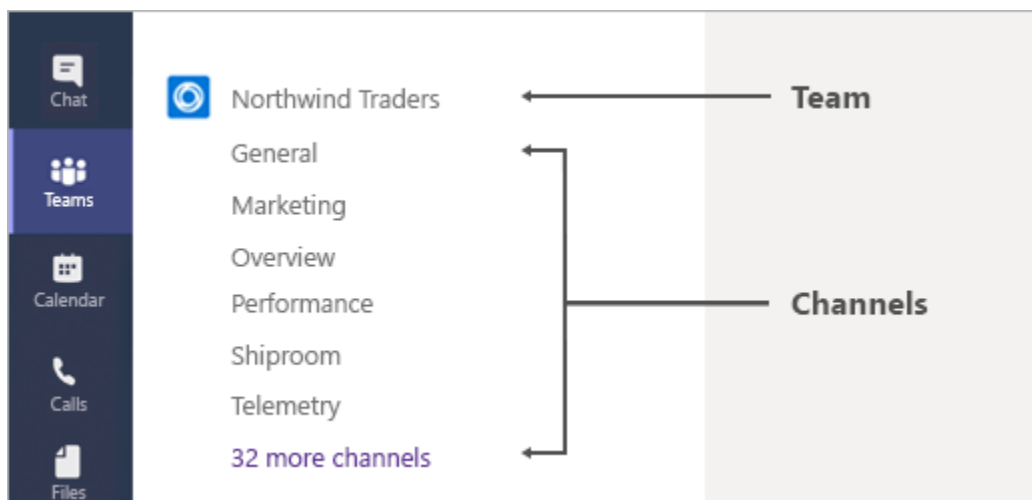 Chat
Teams
Calendar
Calls
Files
Northwind Traders
General
Marketing
Overview
Performance
Shiproom
Telemetry
32 more channels
Team
Channels